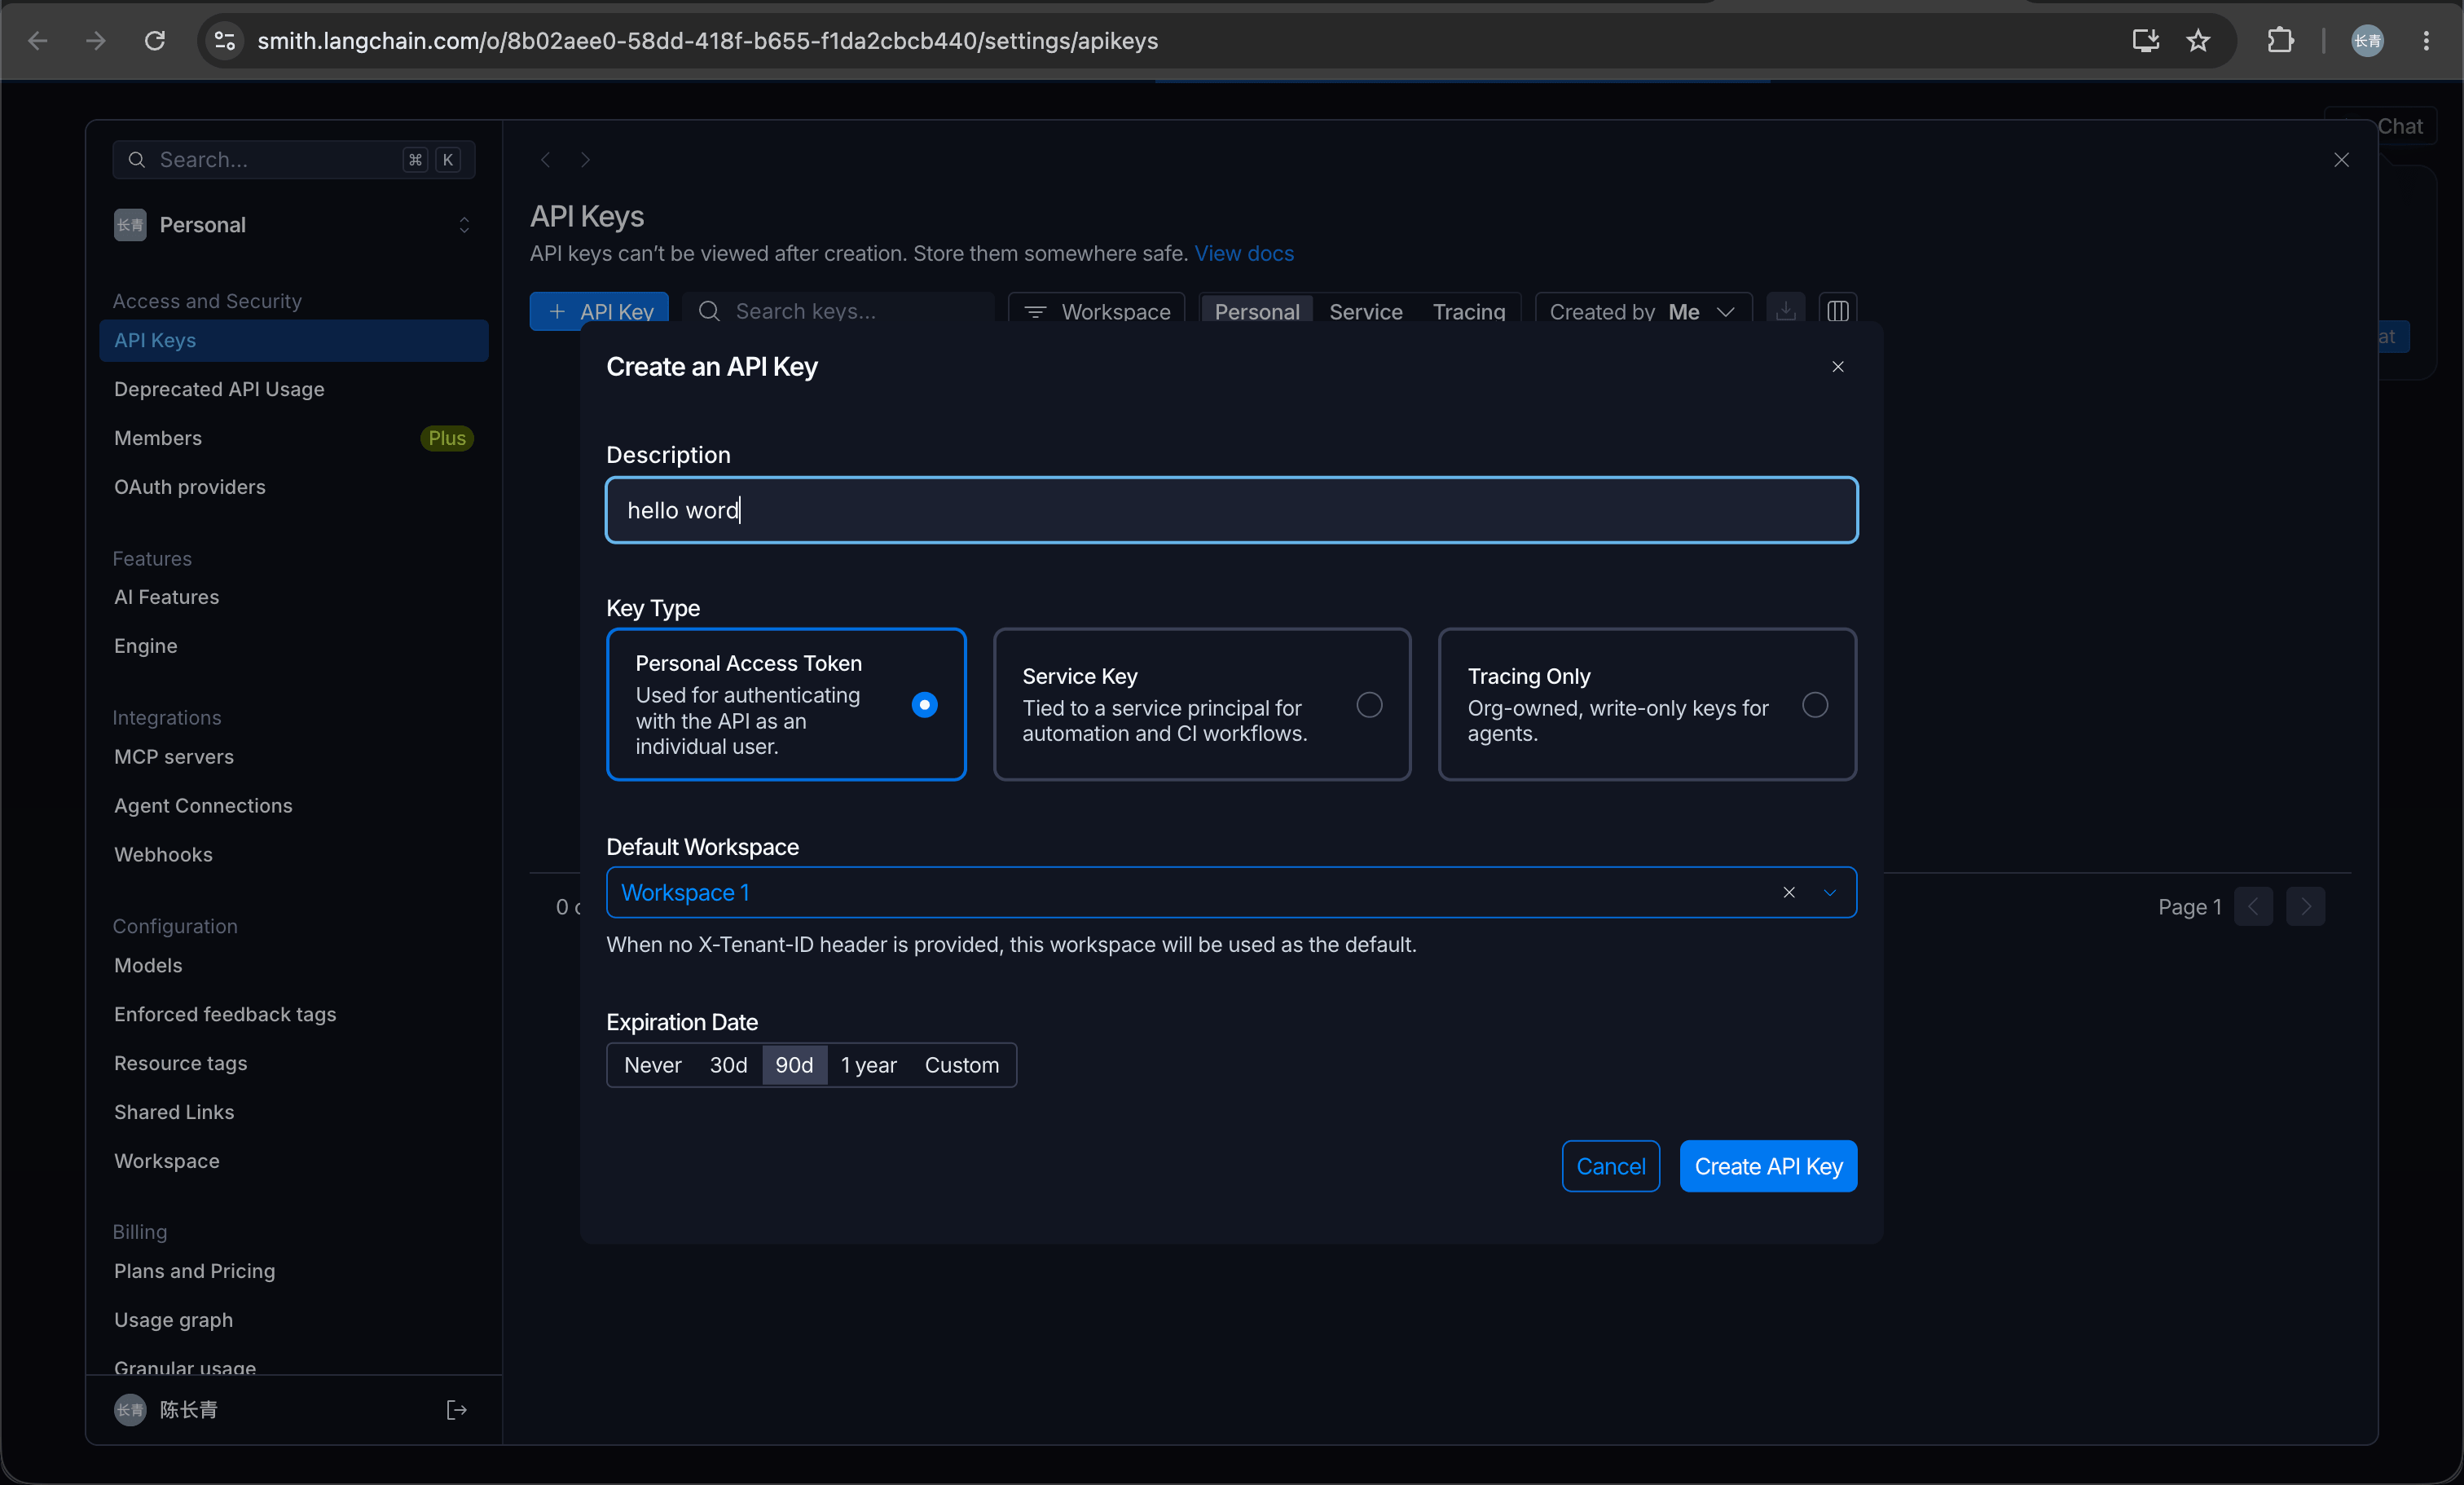 smith.langchain.com/o/8b02aee0-58dd-418f-b655-f1da2cbcb440/settings/apikeys
长青
Chat
Search...
⌘ K
长青 Personal
Access and Security
API Keys
Deprecated API Usage
Members Plus
OAuth providers
Features
AI Features
Engine
Integrations
MCP servers
Agent Connections
Webhooks
Configuration
Models
Enforced feedback tags
Resource tags
Shared Links
Workspace
Billing
Plans and Pricing
Usage graph
Granular usage
长青 陈长青
API Keys
API keys can't be viewed after creation. Store them somewhere safe. View docs
+ API Key Search keys... Workspace Personal Service Tracing Created by Me
at
Create an API Key
Description
hello word
Key Type
Personal Access Token
Used for authenticating
with the API as an
individual user.
Service Key
Tied to a service principal for
automation and CI workflows.
Tracing Only
Org-owned, write-only keys for
agents.
Default Workspace
Workspace 1
When no X-Tenant-ID header is provided, this workspace will be used as the default.
Expiration Date
Never 30d 90d 1 year Custom
Cancel Create API Key
0
Page 1